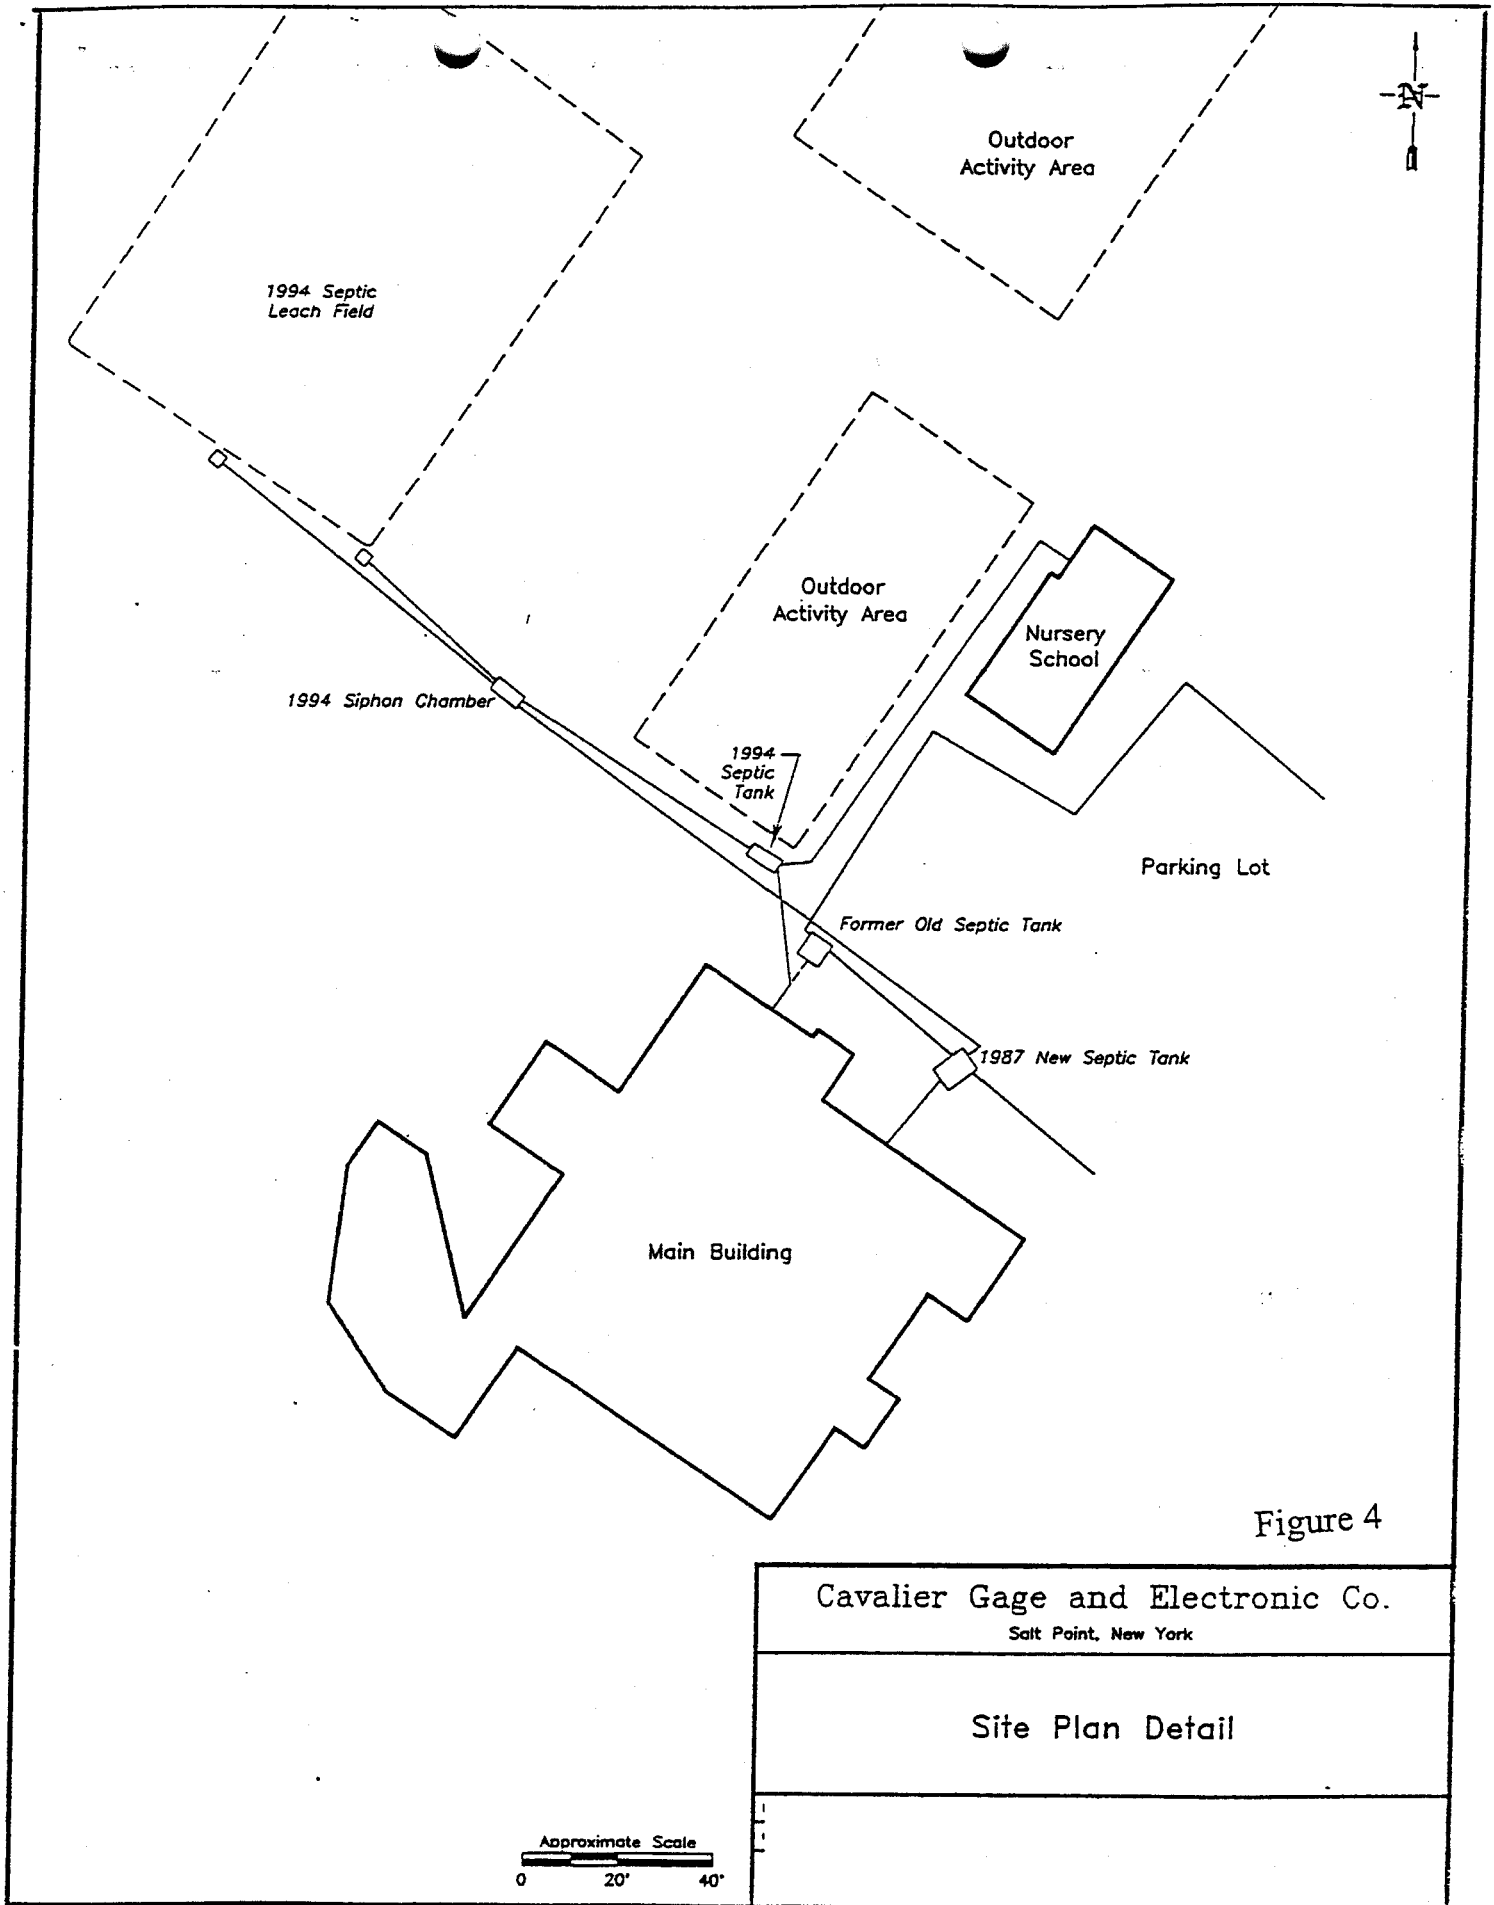 N
Outdoor
Activity Area
1994 Septic
Leach Field
Outdoor
Activity Area
Nursery
School
1994 Siphon Chamber
1994
Septic
Tank
Parking Lot
Former Old Septic Tank
1987 New Septic Tank
Main Building
Figure 4
Cavalier Gage and Electronic Co.
Salt Point, New York
Site Plan Detail
Approximate Scale
0 20' 40'